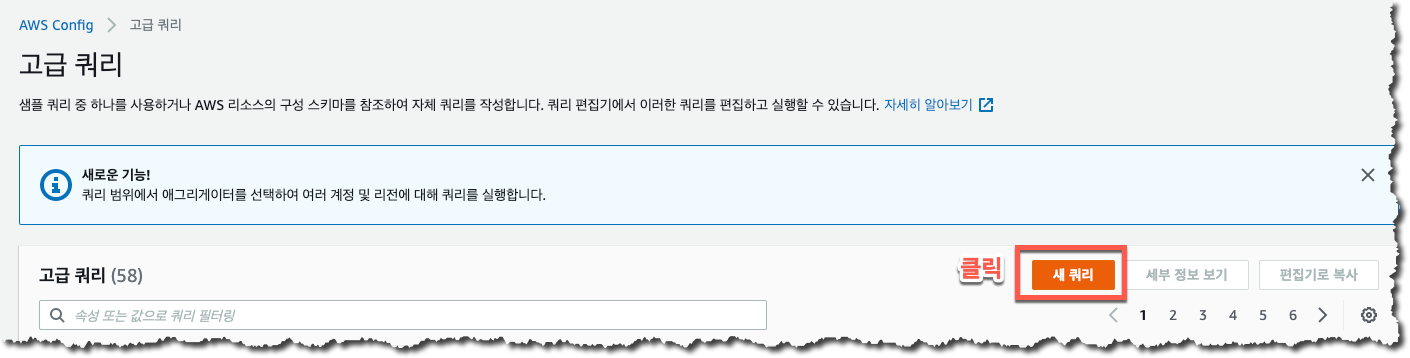 AWS Config > 고급 쿼리
고급 쿼리
샘플 쿼리 중 하나를 사용하거나 AWS 리소스의 구성 스키마를 참조하여 자체 쿼리를 작성합니다. 쿼리 편집기에서 이러한 쿼리를 편집하고 실행할 수 있습니다. 자세히 알아보기
새로운 기능!
쿼리 범위에서 애그리게이터를 선택하여 여러 계정 및 리전에 대해 쿼리를 실행합니다.
고급 쿼리 (58) 클릭 새 쿼리 세부 정보 보기 편집기로 복사
속성 또는 값으로 쿼리 필터링 < 1 2 3 4 5 6 >